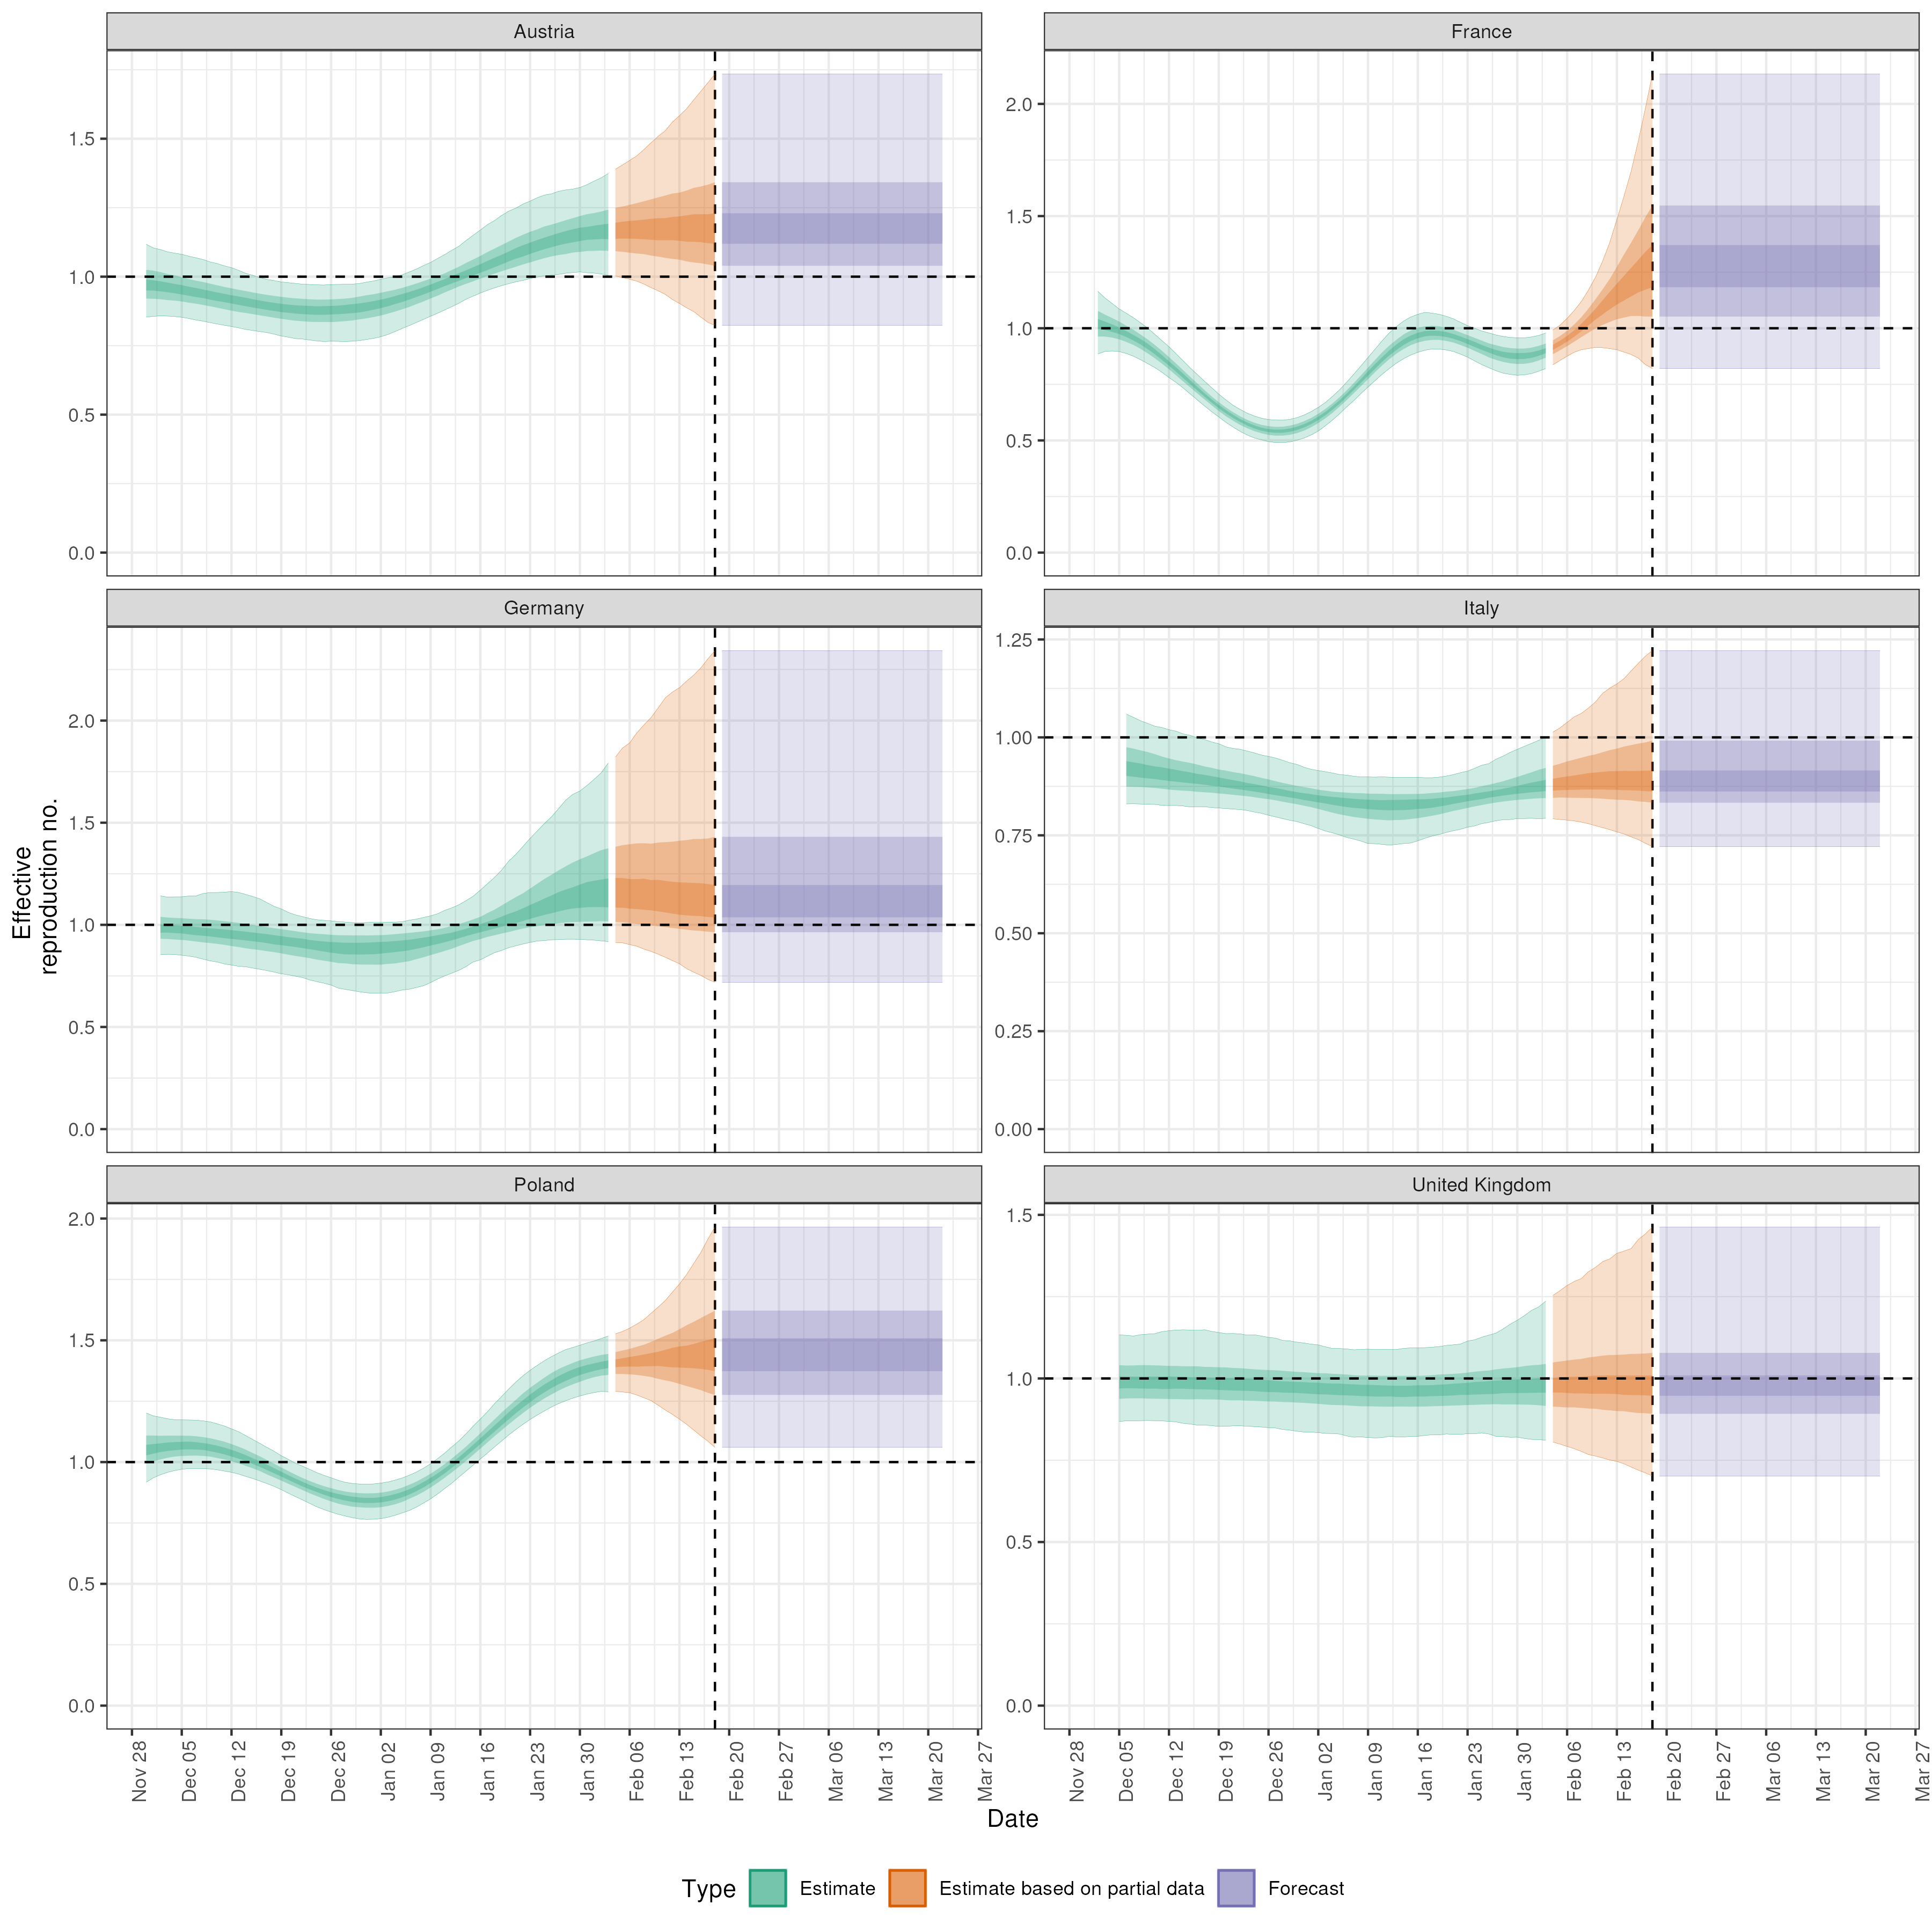 Austria
France
1.5
1.0
0.5
0.0
2.0
1.5
1.0
0.5
0.0
Germany
Italy
2.0
1.5
1.0
0.5
0.0
1.25
1.00
0.75
0.50
0.25
0.00
Effective
reproduction no.
Poland
United Kingdom
2.0
1.5
1.0
0.5
0.0
1.5
1.0
0.5
0.0
Nov 28
Dec 05
Dec 12
Dec 19
Dec 26
Jan 02
Jan 09
Jan 16
Jan 23
Jan 30
Feb 06
Feb 13
Feb 20
Feb 27
Mar 06
Mar 13
Mar 20
Mar 27
Nov 28
Dec 05
Dec 12
Dec 19
Dec 26
Jan 02
Jan 09
Jan 16
Jan 23
Jan 30
Feb 06
Feb 13
Feb 20
Feb 27
Mar 06
Mar 13
Mar 20
Mar 27
Date
Type Estimate Estimate based on partial data Forecast